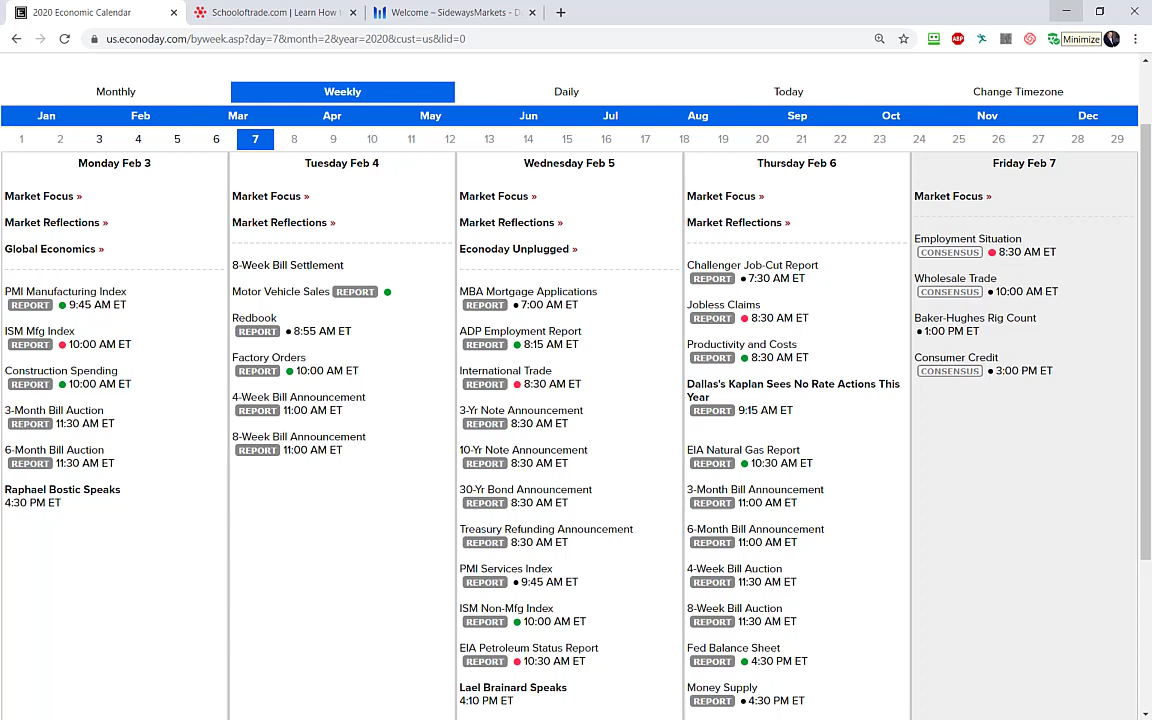 2020 Economic Calendar
Schooloftrade.com | Learn How t
Welcome – SidewaysMarkets - D
us.econoday.com/byweek.asp?day=7&month=2&year=2020&cust=us&lid=0
ABP
Minimize
Monthly Weekly Daily Today Change Timezone
Jan Feb Mar Apr May Jun Jul Aug Sep Oct Nov Dec
1 2 3 4 5 6 7 8 9 10 11 12 13 14 15 16 17 18 19 20 21 22 23 24 25 26 27 28 29
Monday Feb 3
Market Focus »
Market Reflections »
Global Economics »
PMI Manufacturing Index
REPORT 9:45 AM ET
ISM Mfg Index
REPORT 10:00 AM ET
Construction Spending
REPORT 10:00 AM ET
3-Month Bill Auction
REPORT 11:30 AM ET
6-Month Bill Auction
REPORT 11:30 AM ET
Raphael Bostic Speaks
4:30 PM ET
Tuesday Feb 4
Market Focus »
Market Reflections »
8-Week Bill Settlement
Motor Vehicle Sales REPORT
Redbook
REPORT 8:55 AM ET
Factory Orders
REPORT 10:00 AM ET
4-Week Bill Announcement
REPORT 11:00 AM ET
8-Week Bill Announcement
REPORT 11:00 AM ET
Wednesday Feb 5
Market Focus »
Market Reflections »
Econoday Unplugged »
MBA Mortgage Applications
REPORT 7:00 AM ET
ADP Employment Report
REPORT 8:15 AM ET
International Trade
REPORT 8:30 AM ET
3-Yr Note Announcement
REPORT 8:30 AM ET
10-Yr Note Announcement
REPORT 8:30 AM ET
30-Yr Bond Announcement
REPORT 8:30 AM ET
Treasury Refunding Announcement
REPORT 8:30 AM ET
PMI Services Index
REPORT 9:45 AM ET
ISM Non-Mfg Index
REPORT 10:00 AM ET
EIA Petroleum Status Report
REPORT 10:30 AM ET
Lael Brainard Speaks
4:10 PM ET
Thursday Feb 6
Market Focus »
Market Reflections »
Challenger Job-Cut Report
REPORT 7:30 AM ET
Jobless Claims
REPORT 8:30 AM ET
Productivity and Costs
REPORT 8:30 AM ET
Dallas's Kaplan Sees No Rate Actions This
Year
REPORT 9:15 AM ET
EIA Natural Gas Report
REPORT 10:30 AM ET
3-Month Bill Announcement
REPORT 11:00 AM ET
6-Month Bill Announcement
REPORT 11:00 AM ET
4-Week Bill Auction
REPORT 11:30 AM ET
8-Week Bill Auction
REPORT 11:30 AM ET
Fed Balance Sheet
REPORT 4:30 PM ET
Money Supply
REPORT 4:30 PM ET
Friday Feb 7
Market Focus »
Employment Situation
CONSENSUS 8:30 AM ET
Wholesale Trade
CONSENSUS 10:00 AM ET
Baker-Hughes Rig Count
1:00 PM ET
Consumer Credit
CONSENSUS 3:00 PM ET